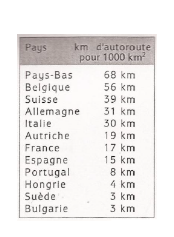 Pays km d'autoroute
pour 1000 km²
Pays-Bas 68 km
Belgique 56 km
Suisse 39 km
Allemagne 31 km
Italie 30 km
Autriche 19 km
France 17 km
Espagne 15 km
Portugal 8 km
Hongrie 4 km
Suède 3 km
Bulgarie 3 km